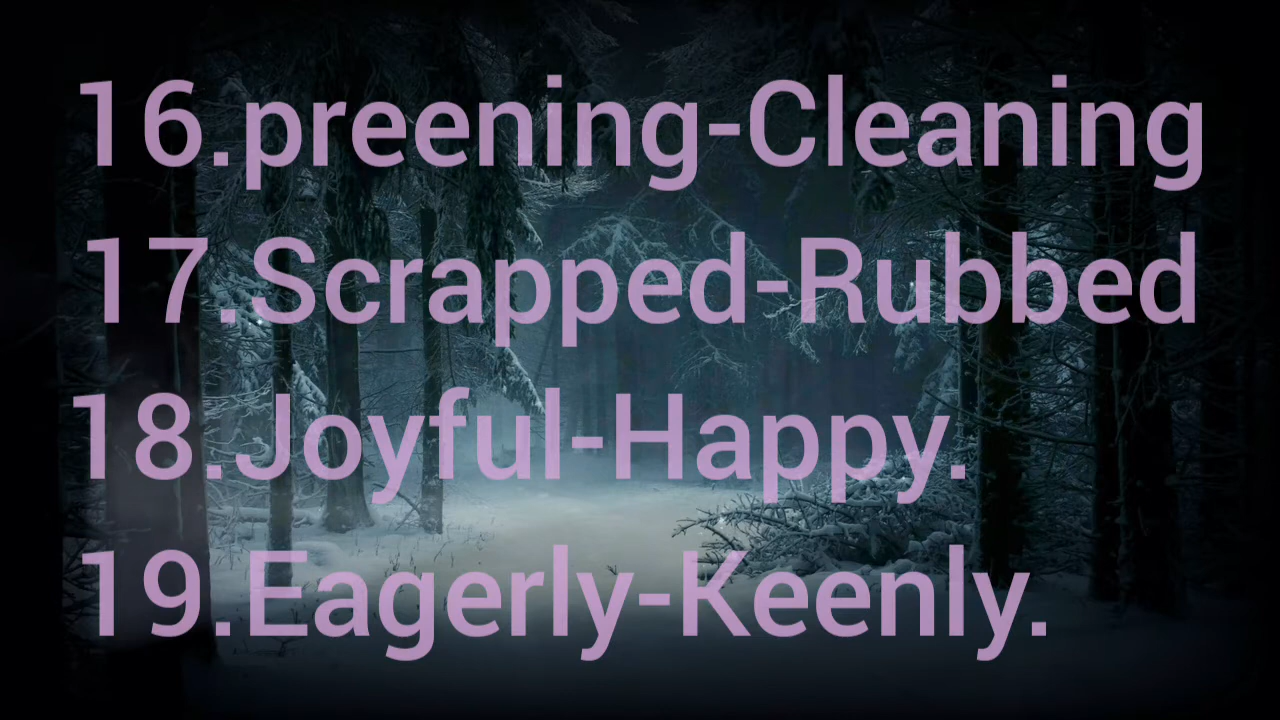 16.preening-Cleaning
17.Scrapped-Rubbed
18.Joyful-Happy.
19.Eagerly-Keenly.